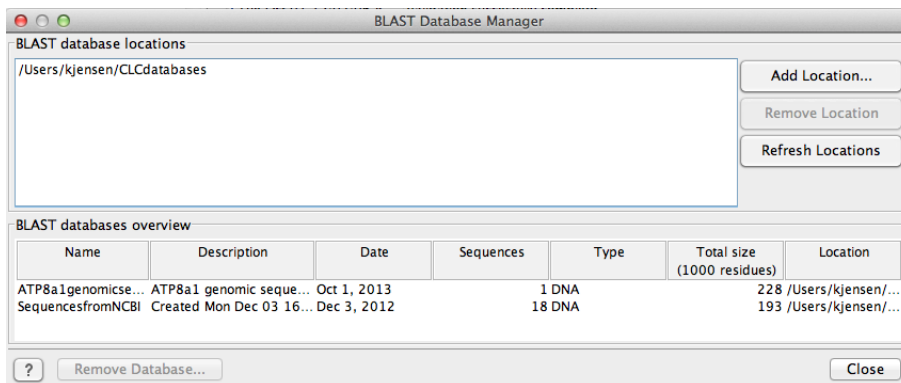 BLAST Database Manager
BLAST database locations
/Users/kjensen/CLCdatabases
Add Location...
Remove Location
Refresh Locations
BLAST databases overview
Name Description Date Sequences Type Total size (1000 residues) Location
ATP8a1genomicse... ATP8a1 genomic seque... Oct 1, 2013 1 DNA 228 /Users/kjensen/...
SequencesfromNCBI Created Mon Dec 03 16... Dec 3, 2012 18 DNA 193 /Users/kjensen/...
? Remove Database... Close